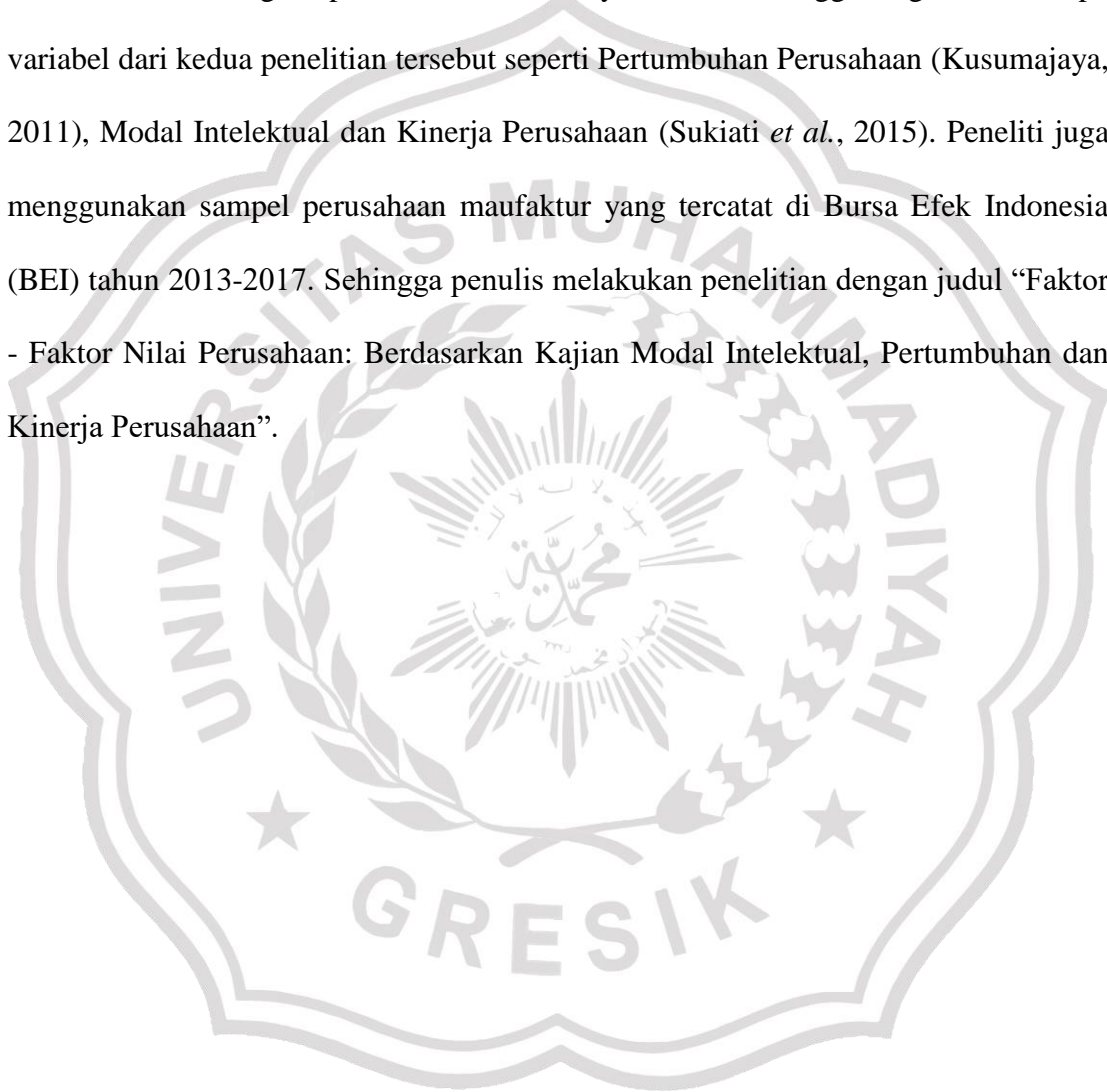 variabel dari kedua penelitian tersebut seperti Pertumbuhan Perusahaan (Kusumajaya,
2011), Modal Intelektual dan Kinerja Perusahaan (Sukiati et al., 2015). Peneliti juga
menggunakan sampel perusahaan maufaktur yang tercatat di Bursa Efek Indonesia
(BEI) tahun 2013-2017. Sehingga penulis melakukan penelitian dengan judul “Faktor
- Faktor Nilai Perusahaan: Berdasarkan Kajian Modal Intelektual, Pertumbuhan dan
Kinerja Perusahaan”.
UNIVERSITAS MUHAMMADIYAH
GRESIK